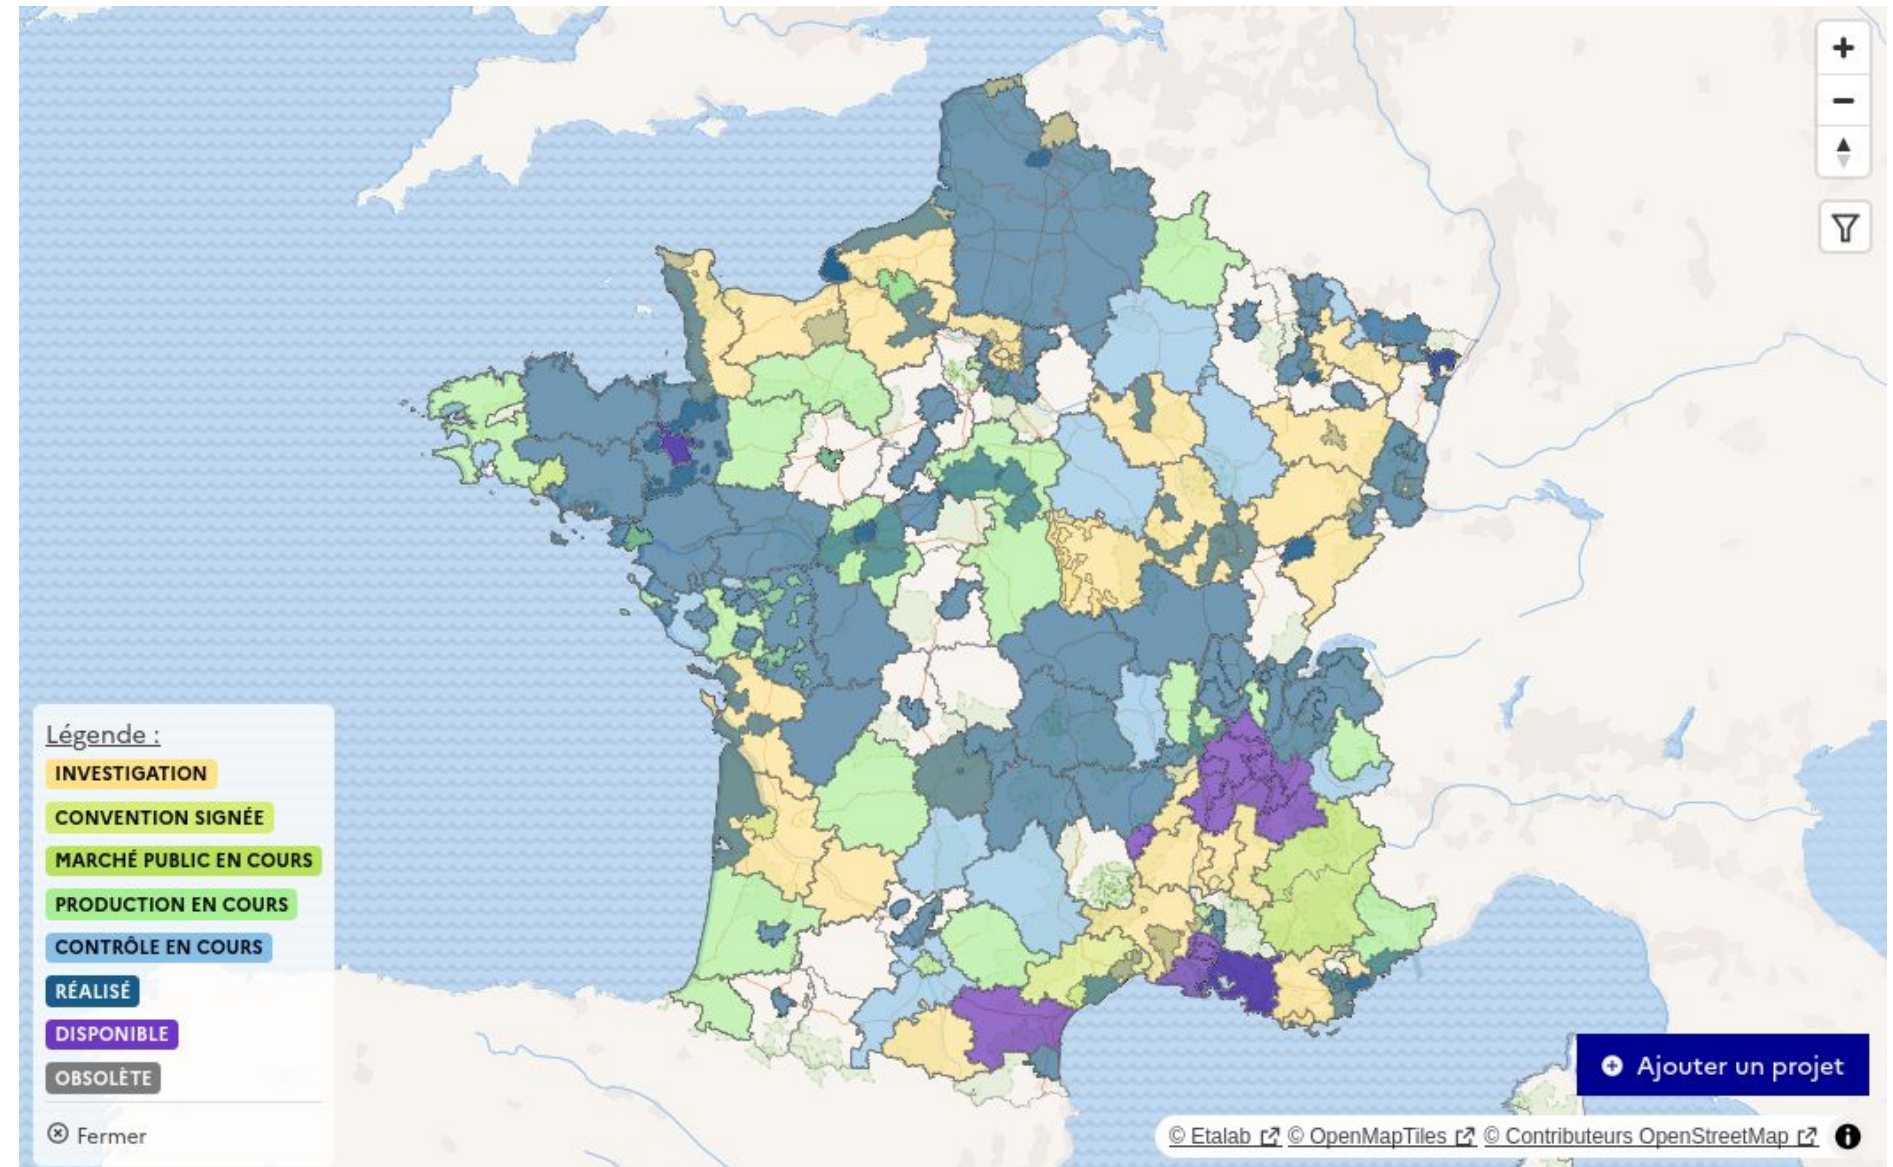 Légende :
INVESTIGATION
CONVENTION SIGNÉE
MARCHÉ PUBLIC EN COURS
PRODUCTION EN COURS
CONTRÔLE EN COURS
RÉALISÉ
DISPONIBLE
OBSOLÈTE
Fermer
Ajouter un projet
© Etalab © OpenMapTiles © Contributeurs OpenStreetMap